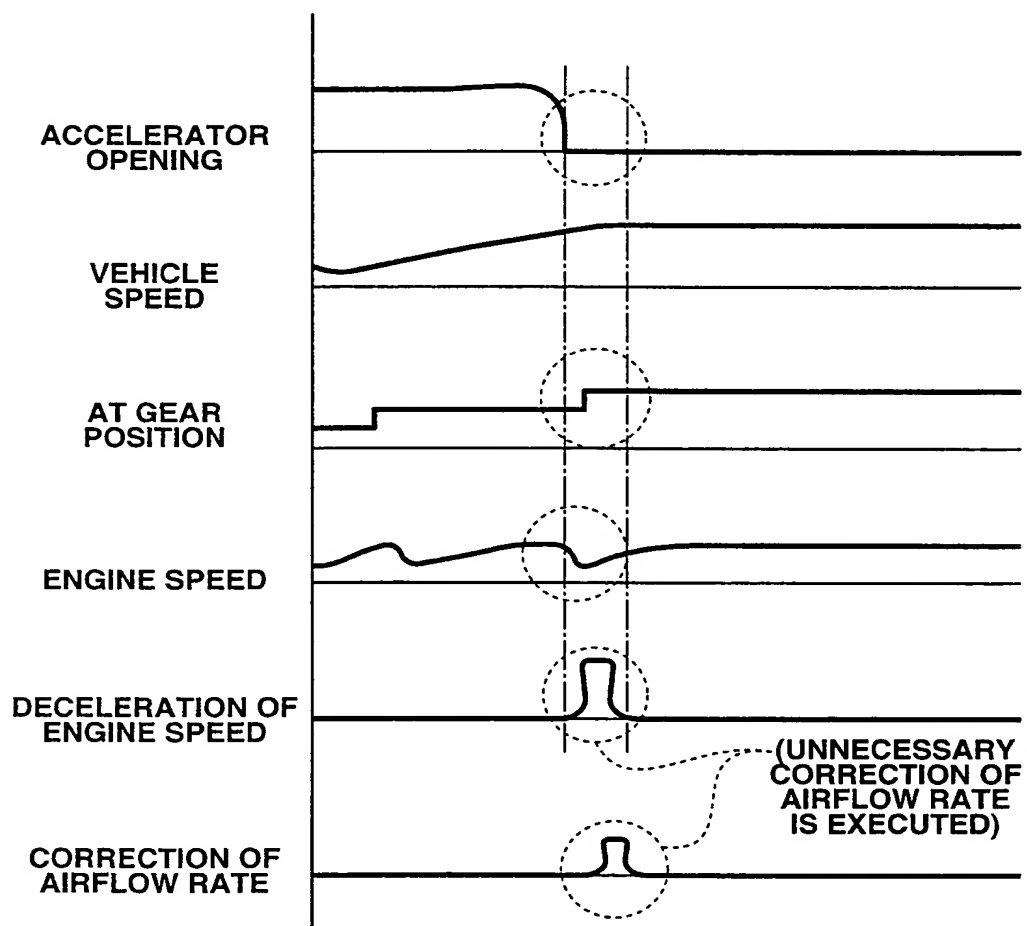 ACCELERATOR
OPENING
VEHICLE
SPEED
AT GEAR
POSITION
ENGINE SPEED
DECELERATION OF
ENGINE SPEED
(UNNECESSARY
CORRECTION OF
AIRFLOW RATE
IS EXECUTED)
CORRECTION OF
AIRFLOW RATE